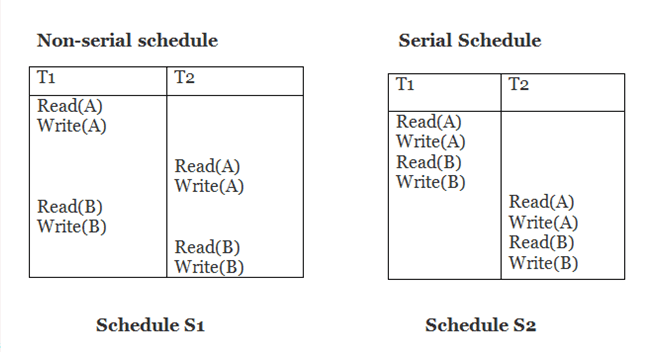 Non-serial schedule
T1 T2
Read(A)
Write(A)
Read(A)
Write(A)
Read(B)
Write(B)
Read(B)
Write(B)
Schedule S1
Serial Schedule
T1 T2
Read(A)
Write(A)
Read(B)
Write(B)
Read(A)
Write(A)
Read(B)
Write(B)
Schedule S2